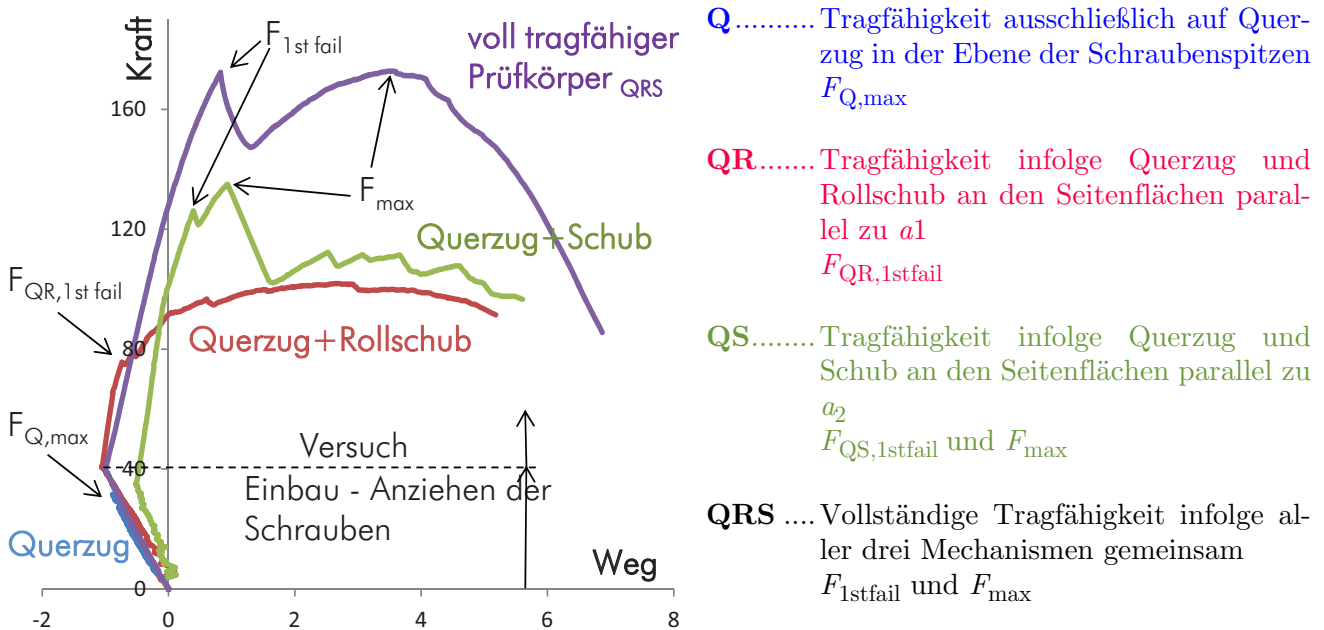 Kraft
F1st fail
voll tragfähiger
Prüfkörper QRS
160
Fmax
120
Querzug+Schub
FQR,1st fail
Querzug+Rollschub
80
FQ,max
Versuch
40
Einbau - Anziehen der
Schrauben
Querzug
Weg
0
-2 0 2 4 6 8
Q.......... Tragfähigkeit ausschließlich auf Quer-
zug in der Ebene der Schraubenspitzen
FQ,max
QR....... Tragfähigkeit infolge Querzug und
Rollschub an den Seitenflächen paral-
lel zu a1
FQR,1stfail
QS........ Tragfähigkeit infolge Querzug und
Schub an den Seitenflächen parallel zu
a2
FQS,1stfail und Fmax
QRS .... Vollständige Tragfähigkeit infolge al-
ler drei Mechanismen gemeinsam
F1stfail und Fmax